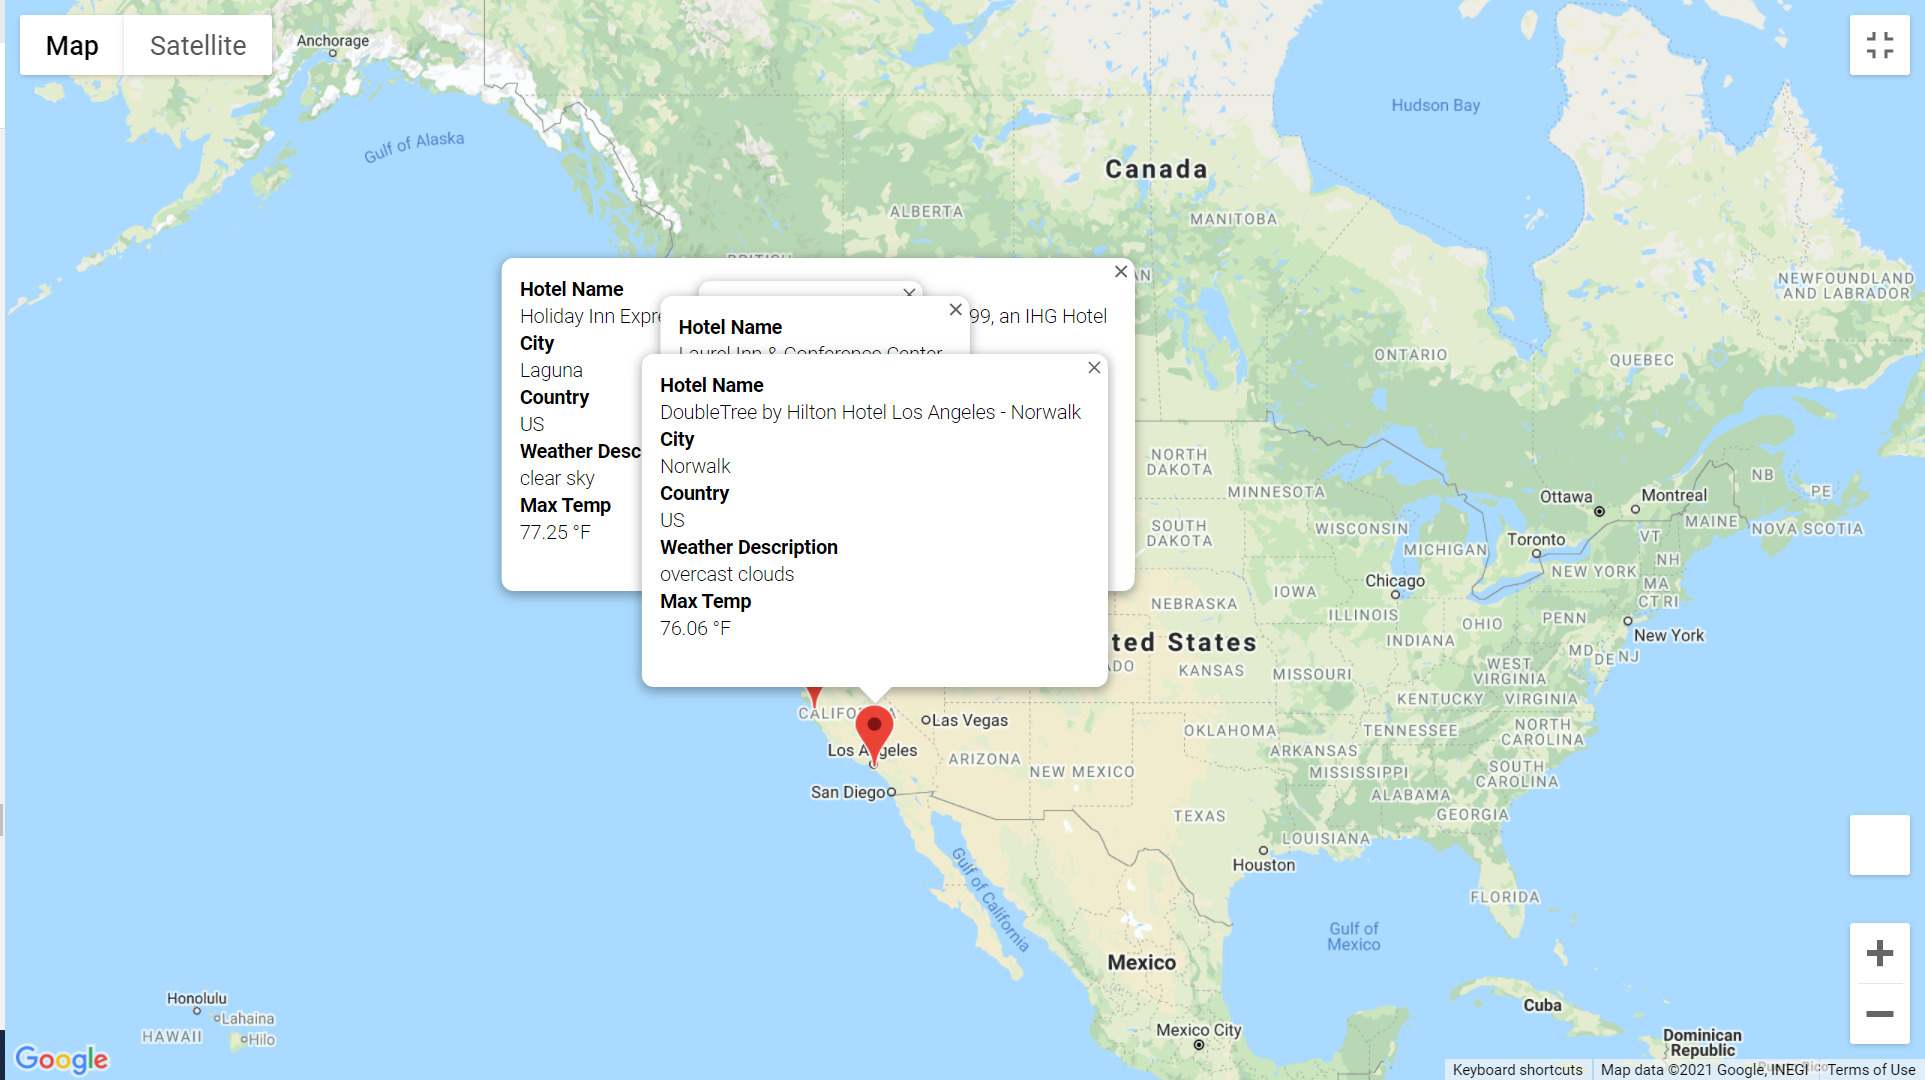 Map
Satellite
Anchorage
Gulf of Alaska
Hudson Bay
Canada
ALBERTA
MANITOBA
NEWFOUNDLAND
AND LABRADOR
ONTARIO
QUEBEC
Hotel Name
Holiday Inn Expre
99, an IHG Hotel
City
Laguna
Country
US
Weather Desc
clear sky
Max Temp
77.25 °F
Hotel Name
Laurel Inn & Conference Center
Hotel Name
DoubleTree by Hilton Hotel Los Angeles - Norwalk
City
Norwalk
Country
US
Weather Description
overcast clouds
Max Temp
76.06 °F
NORTH
DAKOTA
MINNESOTA
SOUTH
DAKOTA
WISCONSIN
MICHIGAN
Ottawa
Montreal
NB
PE
MAINE
NOVA SCOTIA
Toronto
VT
NH
NEW YORK
MA
CT RI
Chicago
IOWA
NEBRASKA
ILLINOIS
INDIANA
OHIO
PENN
New York
MD
DE
NJ
ted States
KANSAS
MISSOURI
WEST
VIRGINIA
KENTUCKY
VIRGINIA
Las Vegas
Los Angeles
San Diego
ARIZONA
NEW MEXICO
OKLAHOMA
ARKANSAS
TENNESSEE
NORTH
CAROLINA
MISSISSIPPI
SOUTH
CAROLINA
ALABAMA
GEORGIA
TEXAS
LOUISIANA
Houston
FLORIDA
Gulf of California
Gulf of
Mexico
Mexico
Mexico City
Cuba
Dominican
Republic
Puerto Rico
Honolulu
Lahaina
HAWAII
Hilo
Google
Keyboard shortcuts
Map data ©2021 Google, INEGI
Terms of Use